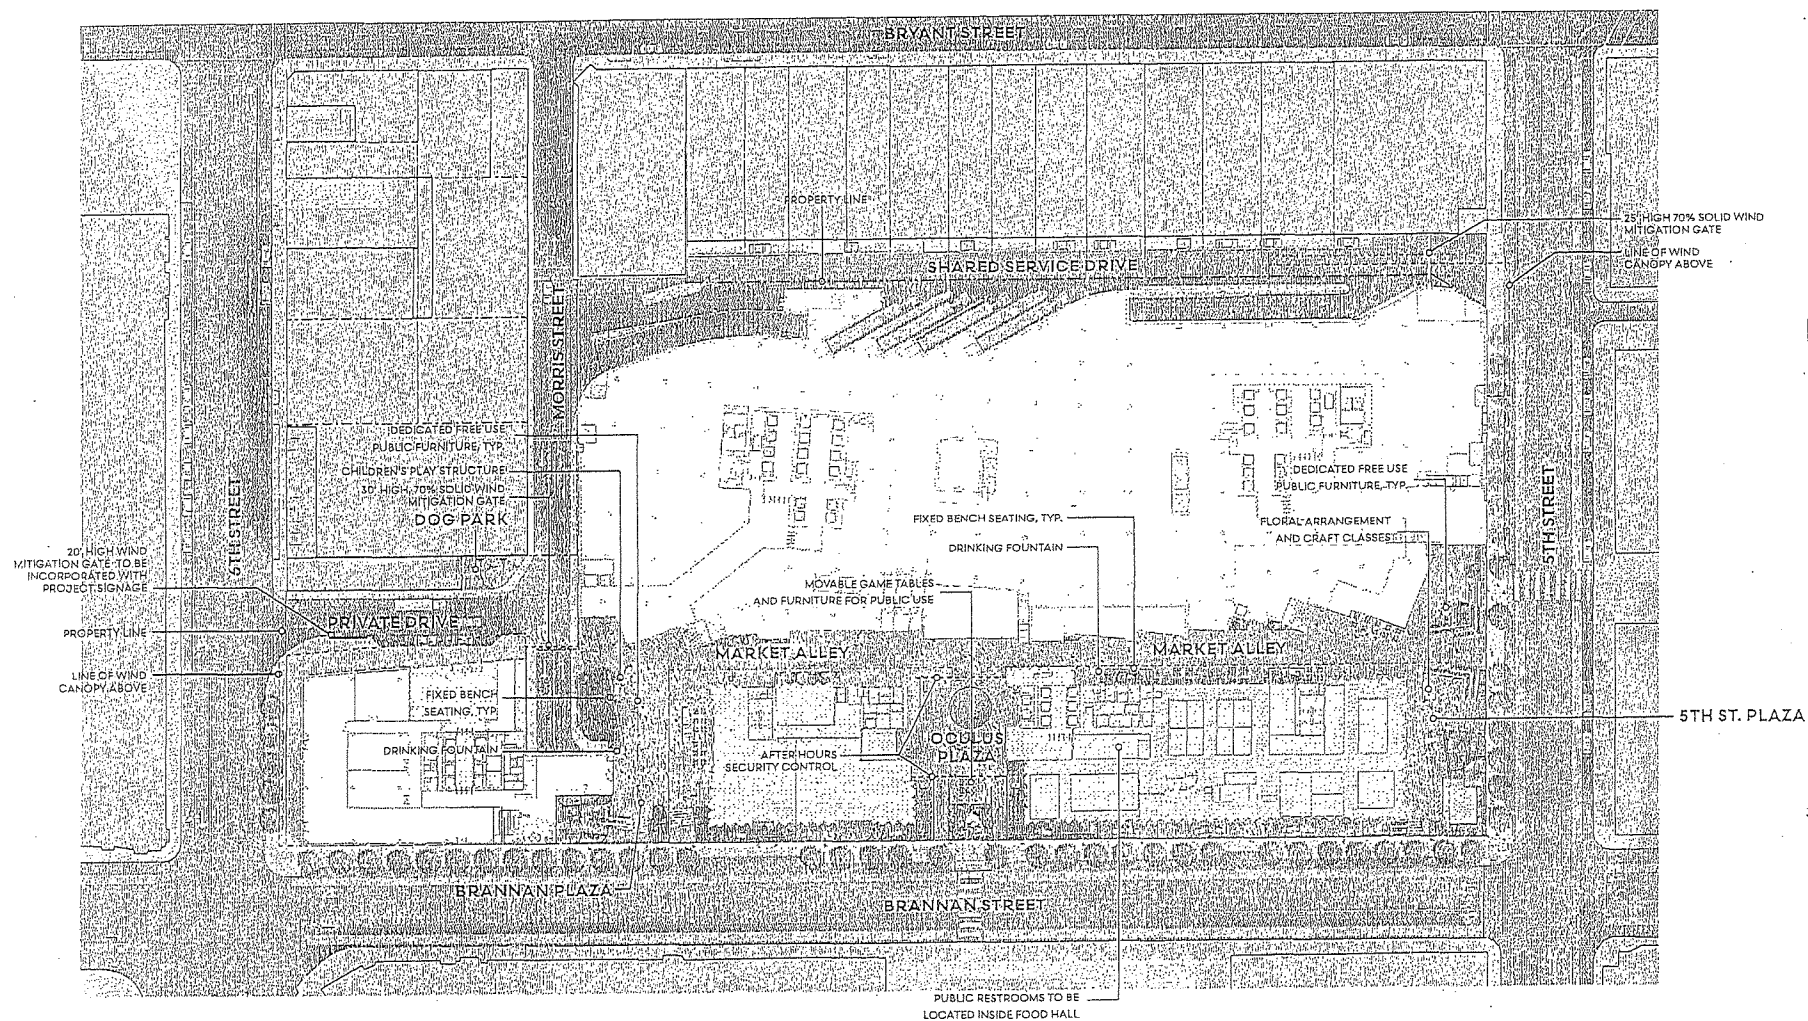 BRYANT STREET
PROPERTY LINE
25' HIGH 70% SOLID WIND
MITIGATION GATE
SHARED SERVICE DRIVE
LINE OF WIND
CANOPY ABOVE
MORRIS STREET
DEDICATED FREE USE
PUBLIC FURNITURE, TYP.
CHILDREN'S PLAY STRUCTURE
30' HIGH, 70% SOLID WIND
MITIGATION GATE
DOG PARK
DEDICATED FREE USE
PUBLIC FURNITURE, TYP.
FIXED BENCH SEATING, TYP.
FLORAL ARRANGEMENT
AND CRAFT CLASSES
DRINKING FOUNTAIN
6TH STREET
5TH STREET
20' HIGH WIND
MITIGATION GATE TO BE
INCORPORATED WITH
PROJECT SIGNAGE
MOVABLE GAME TABLES
AND FURNITURE FOR PUBLIC USE
PRIVATE DRIVE
PROPERTY LINE
MARKET ALLEY
MARKET ALLEY
LINE OF WIND
CANOPY ABOVE
FIXED BENCH
SEATING, TYP.
5TH ST. PLAZA
DRINKING FOUNTAIN
AFTER HOURS
SECURITY CONTROL
OCULUS
PLAZA
BRANNAN PLAZA
BRANNAN STREET
PUBLIC RESTROOMS TO BE
LOCATED INSIDE FOOD HALL